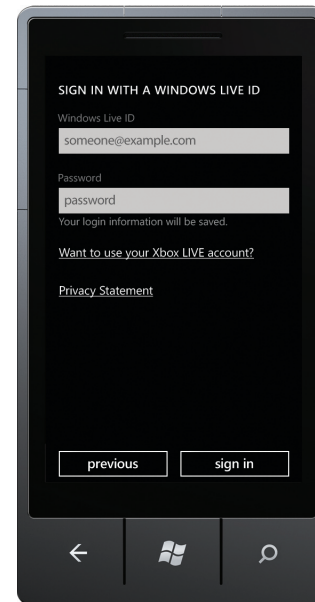 SIGN IN WITH A WINDOWS LIVE ID
Windows Live ID
someone@example.com
Password
password
Your login information will be saved.
Want to use your Xbox LIVE account?
Privacy Statement
previous
sign in